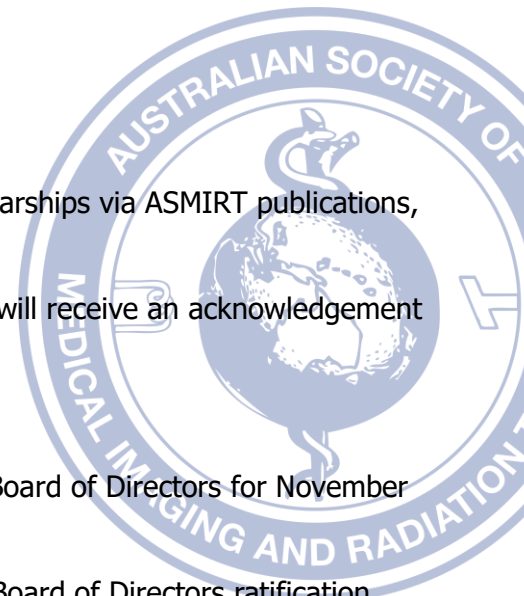 AUSTRALIAN SOCIETY OF
MEDICAL IMAGING AND RADIATION
arships via ASMIRT publications,
will receive an acknowledgement
Board of Directors for November
Board of Directors ratification